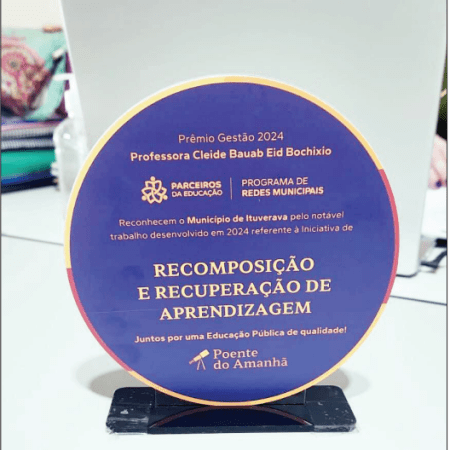 Prêmio Gestão 2024
Professora Cleide Bauab Eid Bochixio
PARCEIROS DA EDUCAÇÃO | PROGRAMA DE REDES MUNICIPAIS
Reconhecem o Município de Ituverava pelo notável
trabalho desenvolvido em 2024 referente à Iniciativa de
RECOMPOSIÇÃO
E RECUPERAÇÃO DE
APRENDIZAGEM
Juntos por uma Educação Pública de qualidade!
Poente
do Amanhã